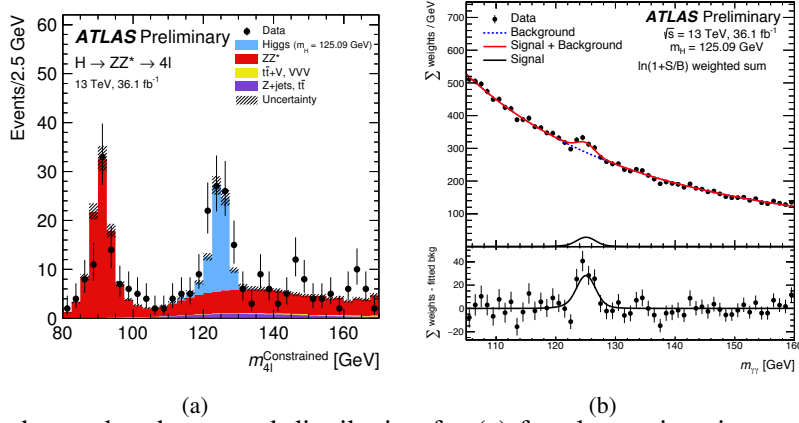 ATLAS Preliminary
H → ZZ* → 4l
13 TeV, 36.1 fb⁻¹
Data
Higgs (m_H = 125.09 GeV)
ZZ*
tt̄+V, VVV
Z+jets, tt̄
Uncertainty
Events/2.5 GeV
60
50
40
30
20
10
0
80 100 120 140 160
m_4l^Constrained [GeV]
(a)
Data
Background
Signal + Background
Signal
ATLAS Preliminary
√s = 13 TeV, 36.1 fb⁻¹
m_H = 125.09 GeV
ln(1+S/B) weighted sum
∑ weights / GeV
700
600
500
400
300
200
100
∑ weights - fitted bkg
40
20
0
−20
110 120 130 140 150 160
m_γγ [GeV]
(b)